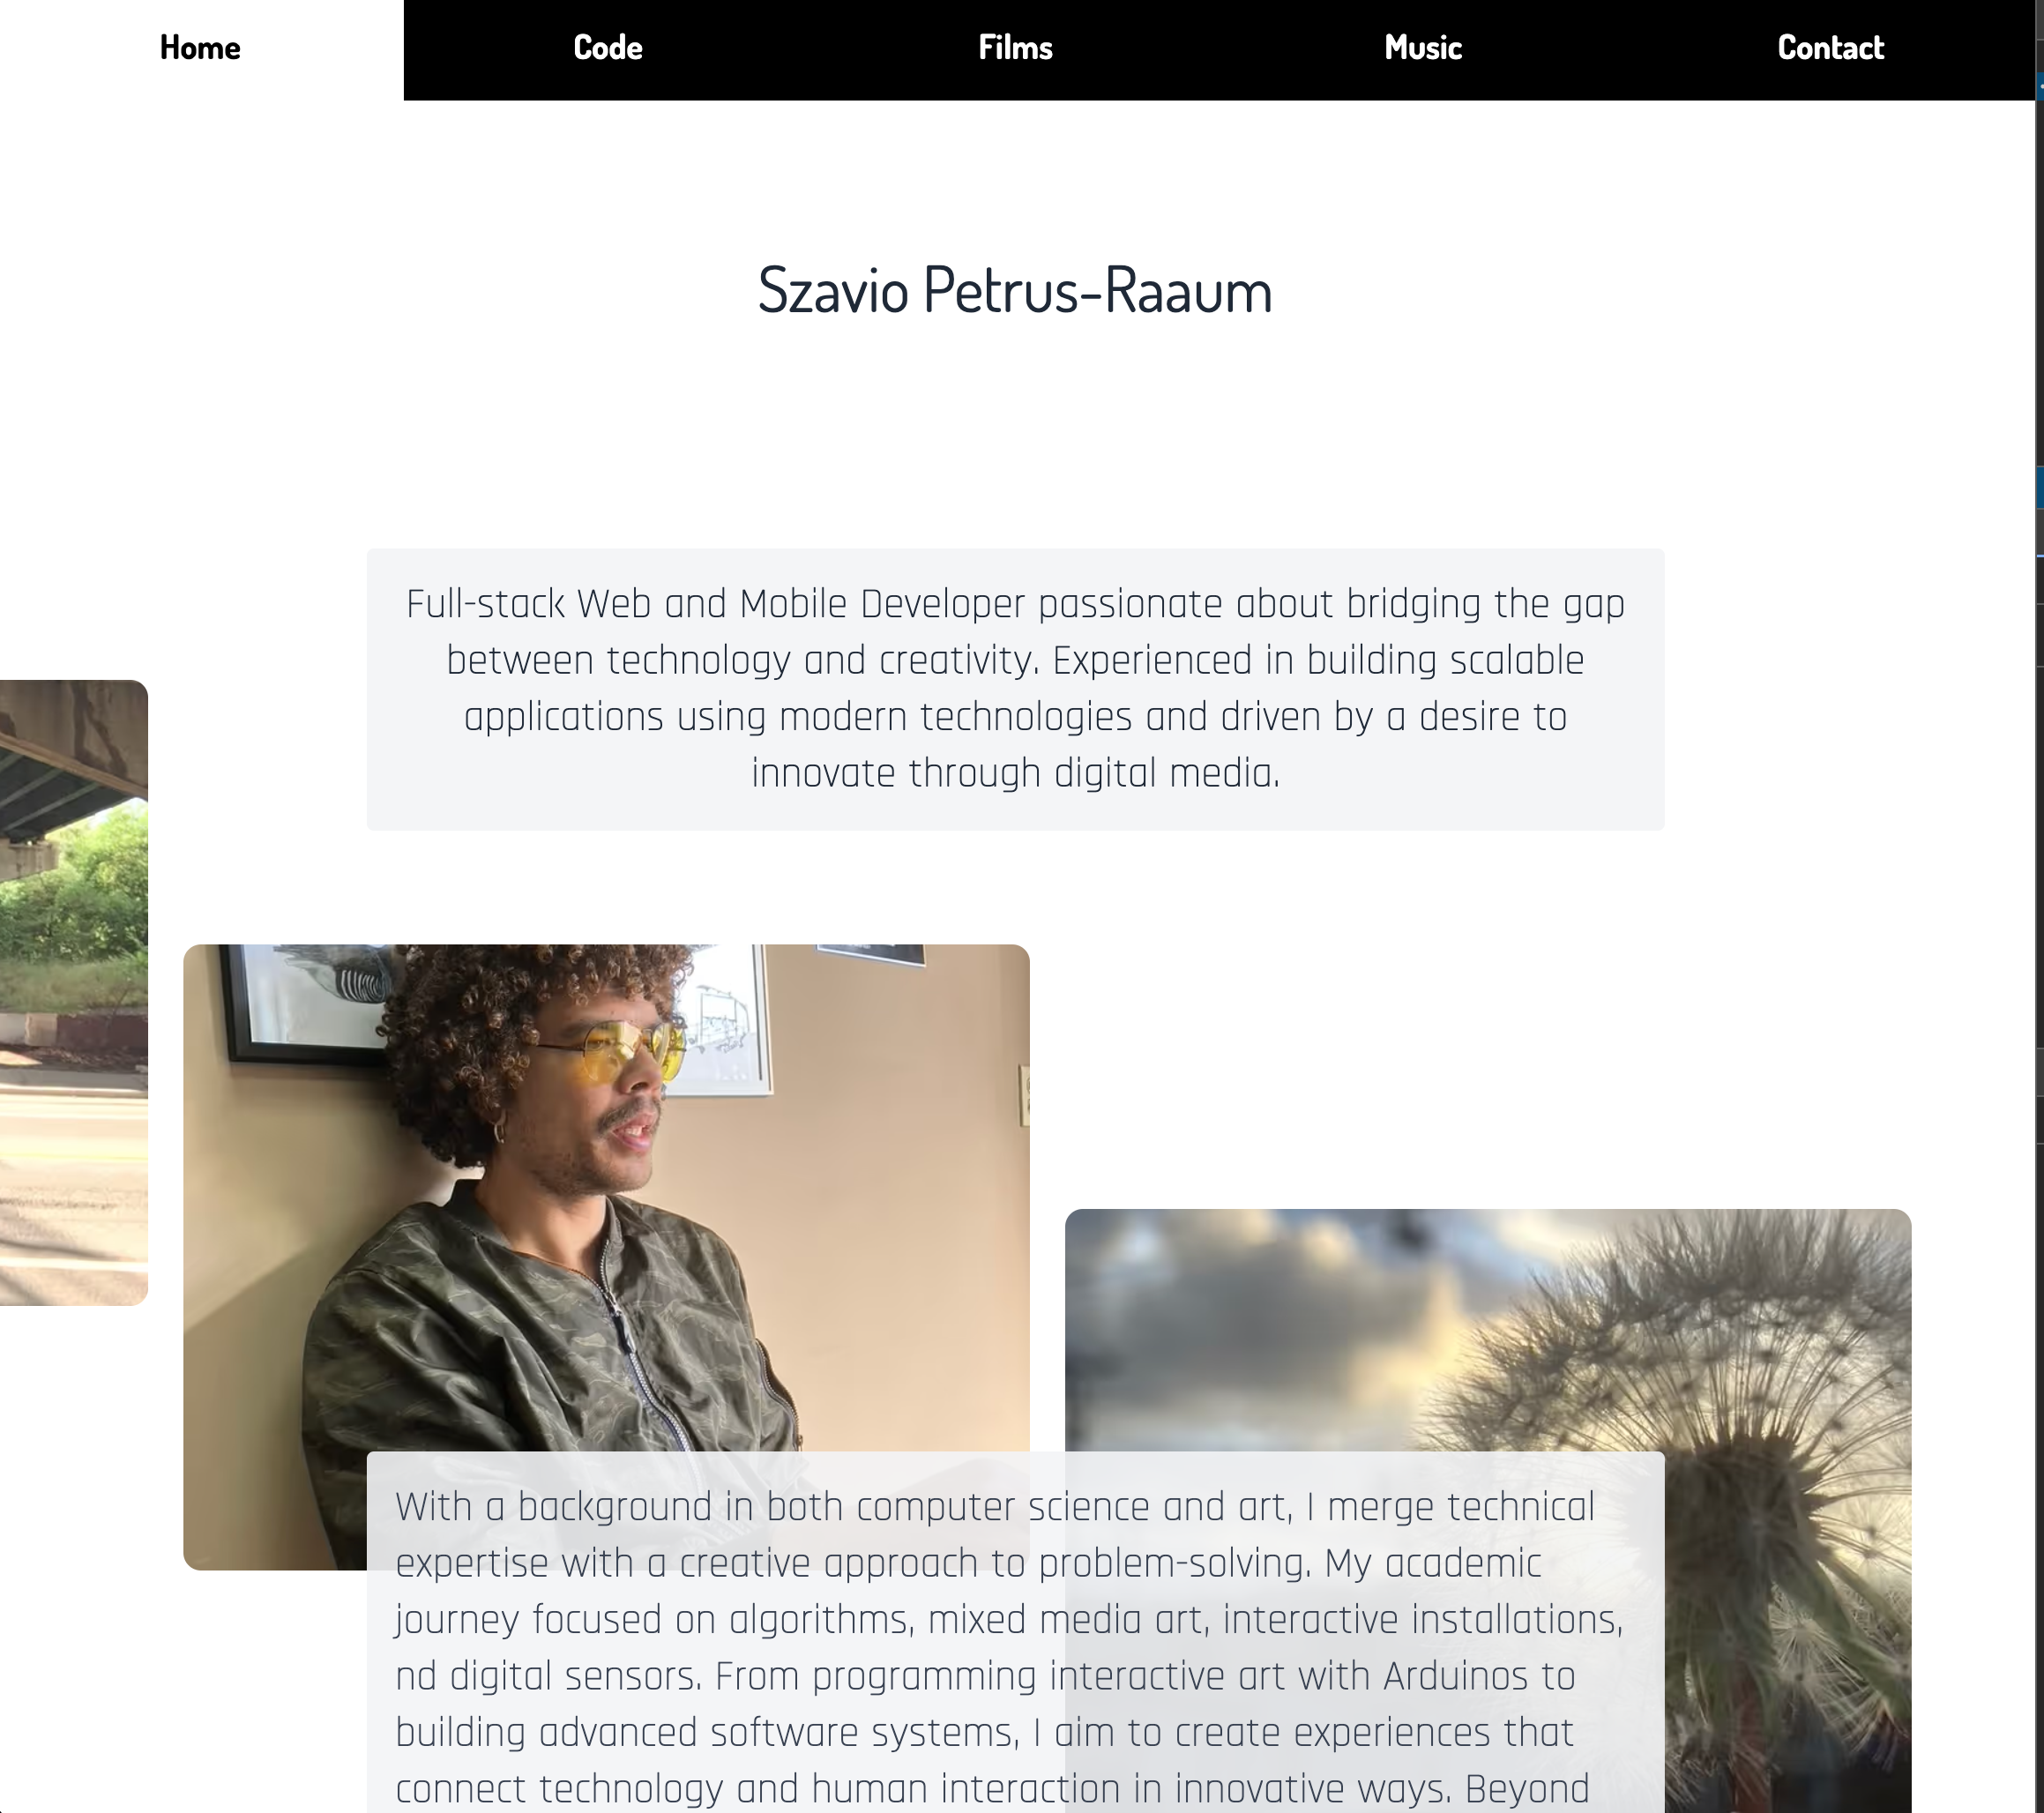 Home Code Films Music Contact
Szavio Petrus-Raaum
Full-stack Web and Mobile Developer passionate about bridging the gap
between technology and creativity. Experienced in building scalable
applications using modern technologies and driven by a desire to
innovate through digital media.
With a background in both computer science and art, I merge technical
expertise with a creative approach to problem-solving. My academic
journey focused on algorithms, mixed media art, interactive installations,
nd digital sensors. From programming interactive art with Arduinos to
building advanced software systems, I aim to create experiences that
connect technology and human interaction in innovative ways. Beyond